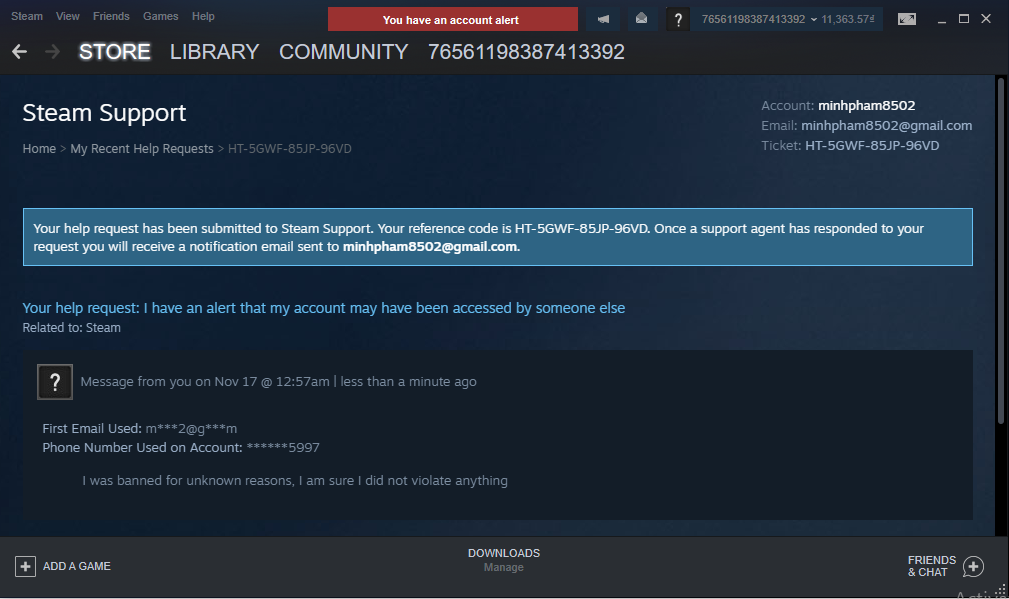 Steam View Friends Games Help
You have an account alert
? 76561198387413392 11,363.57₫
STORE LIBRARY COMMUNITY 76561198387413392
Steam Support
Account: minhpham8502
Email: minhpham8502@gmail.com
Ticket: HT-5GWF-85JP-96VD
Home > My Recent Help Requests > HT-5GWF-85JP-96VD
Your help request has been submitted to Steam Support. Your reference code is HT-5GWF-85JP-96VD. Once a support agent has responded to your
request you will receive a notification email sent to minhpham8502@gmail.com.
Your help request: I have an alert that my account may have been accessed by someone else
Related to: Steam
? Message from you on Nov 17 @ 12:57am | less than a minute ago
First Email Used: m***2@g***m
Phone Number Used on Account: ******5997
I was banned for unknown reasons, I am sure I did not violate anything
+ ADD A GAME
DOWNLOADS
Manage
FRIENDS
& CHAT